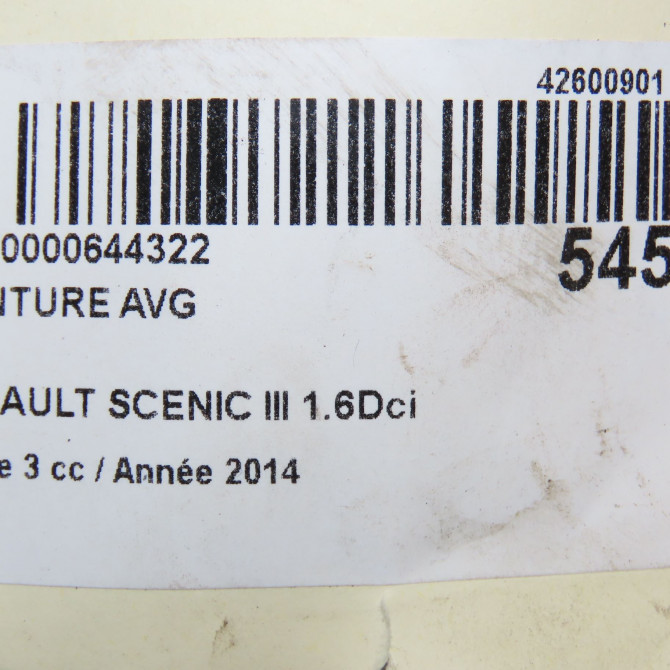 42600901
0000644322
545
NTURE AVG
AULT SCENIC III 1.6Dci
e 3 cc / Année 2014